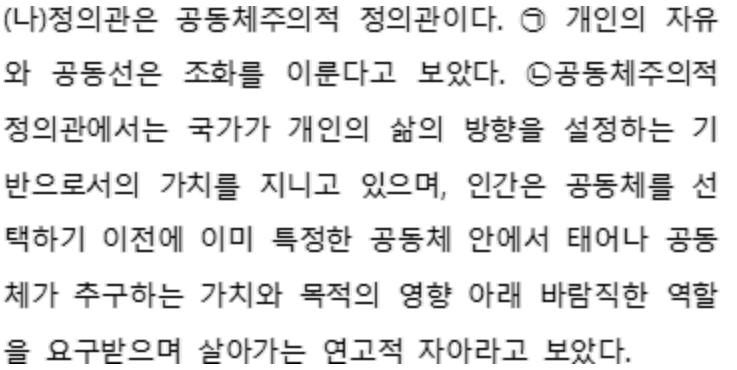 (나)정의관은 공동체주의적 정의관이다. ㉠ 개인의 자유
와 공동선은 조화를 이룬다고 보았다. ㉡공동체주의적
정의관에서는 국가가 개인의 삶의 방향을 설정하는 기
반으로서의 가치를 지니고 있으며, 인간은 공동체를 선
택하기 이전에 이미 특정한 공동체 안에서 태어나 공동
체가 추구하는 가치와 목적의 영향 아래 바람직한 역할
을 요구받으며 살아가는 연고적 자아라고 보았다.